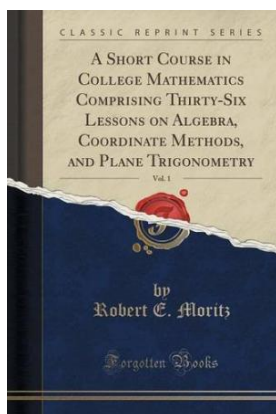 CLASSIC REPRINT SERIES
A SHORT COURSE IN
COLLEGE MATHEMATICS
COMPRISING THIRTY-SIX
LESSONS ON ALGEBRA,
COORDINATE METHODS,
AND PLANE TRIGONOMETRY
Vol. 1
by
Robert E. Moritz
Forgotten Books